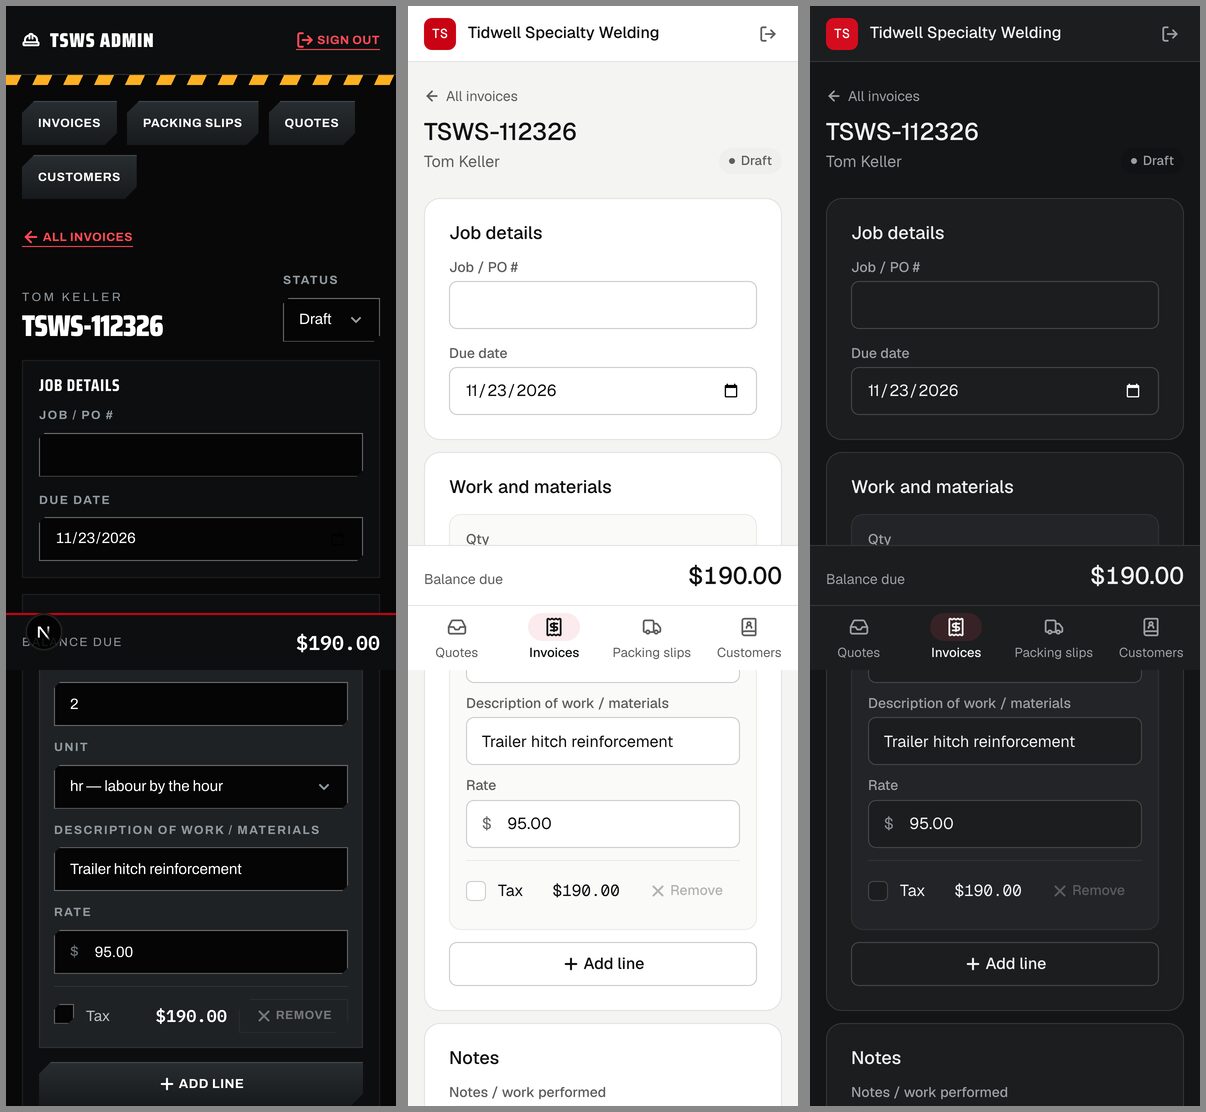 TSWS ADMIN
SIGN OUT
INVOICES
PACKING SLIPS
QUOTES
CUSTOMERS
ALL INVOICES
STATUS
TOM KELLER
TSWS-112326
Draft
JOB DETAILS
JOB / PO #
DUE DATE
11/23/2026
N
NCE DUE
$190.00
2
UNIT
hr — labour by the hour
DESCRIPTION OF WORK / MATERIALS
Trailer hitch reinforcement
RATE
$ 95.00
Tax
$190.00
REMOVE
+ ADD LINE
TS
Tidwell Specialty Welding
All invoices
TSWS-112326
Tom Keller
Draft
Job details
Job / PO #
Due date
11/23/2026
Work and materials
Qty
Balance due
$190.00
Quotes
Invoices
Packing slips
Customers
Description of work / materials
Trailer hitch reinforcement
Rate
$ 95.00
Tax
$190.00
Remove
+ Add line
Notes
Notes / work performed
TS
Tidwell Specialty Welding
All invoices
TSWS-112326
Tom Keller
Draft
Job details
Job / PO #
Due date
11/23/2026
Work and materials
Qty
Balance due
$190.00
Quotes
Invoices
Packing slips
Customers
Description of work / materials
Trailer hitch reinforcement
Rate
$ 95.00
Tax
$190.00
Remove
+ Add line
Notes
Notes / work performed